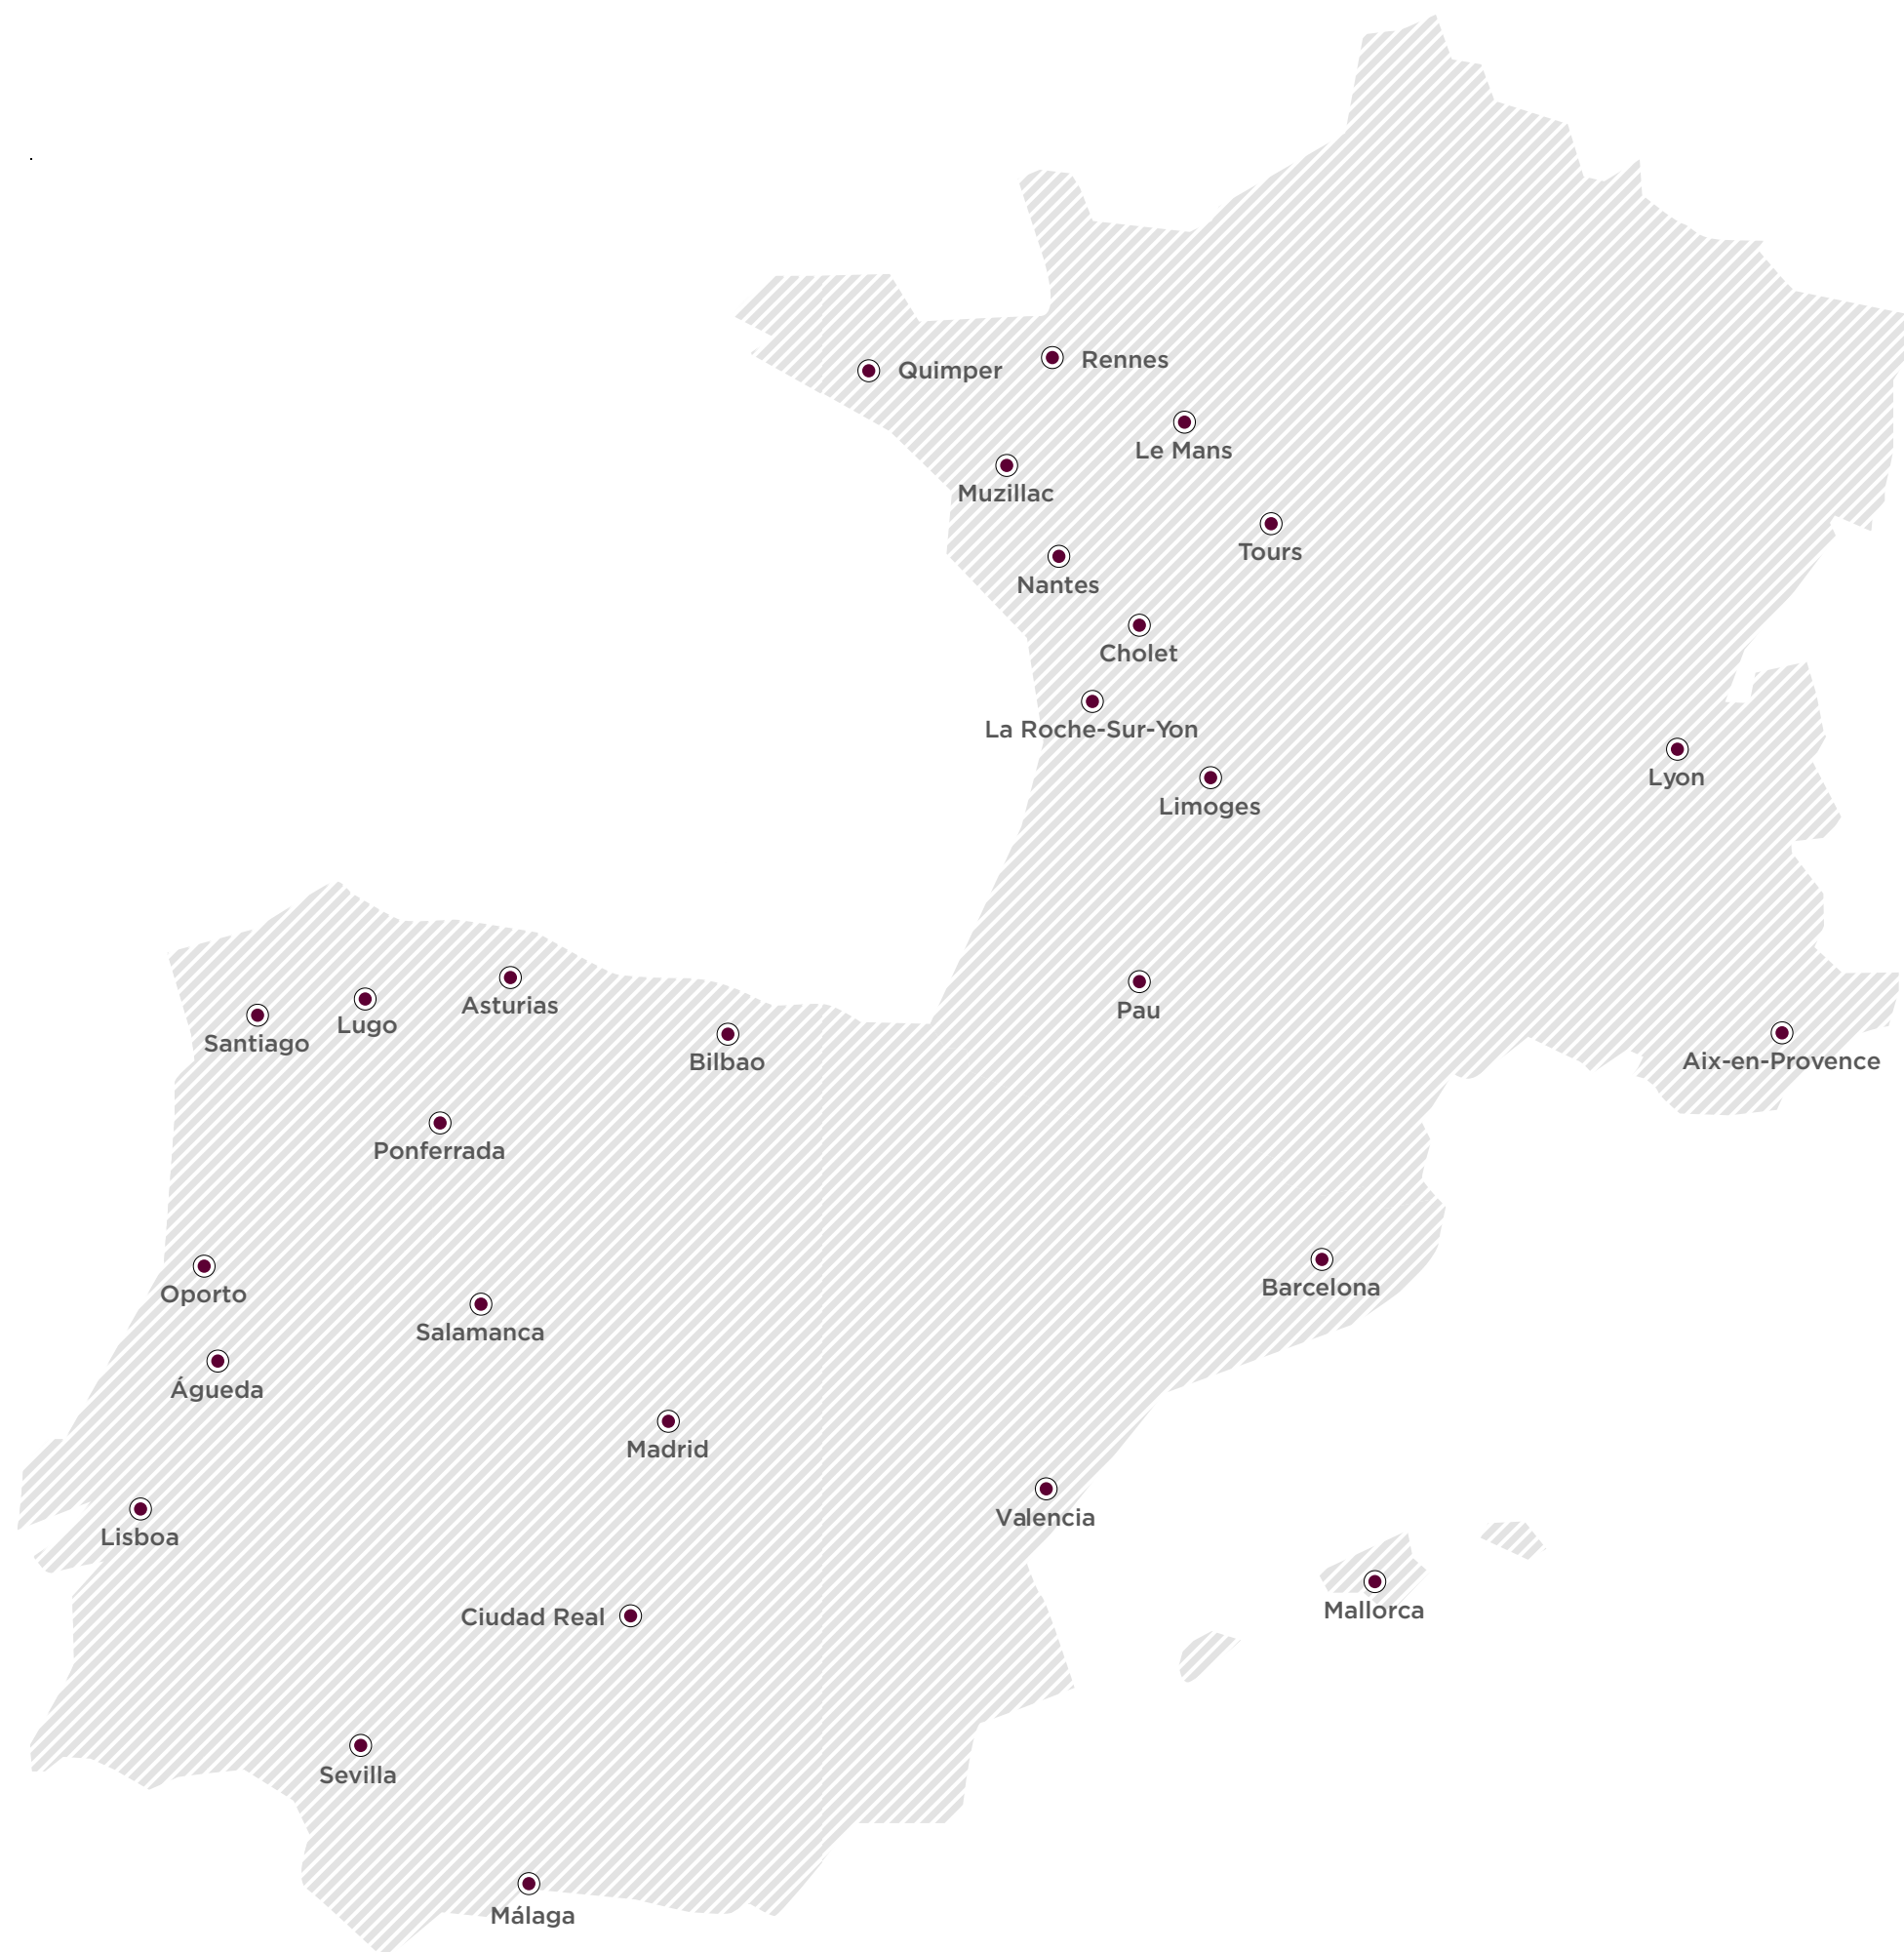 Rennes
Quimper
Le Mans
Muzillac
Tours
Nantes
Cholet
La Roche-Sur-Yon
Lyon
Limoges
Asturias
Pau
Lugo
Santiago
Bilbao
Aix-en-Provence
Ponferrada
Barcelona
Oporto
Salamanca
Águeda
Madrid
Valencia
Lisboa
Mallorca
Ciudad Real
Sevilla
Málaga